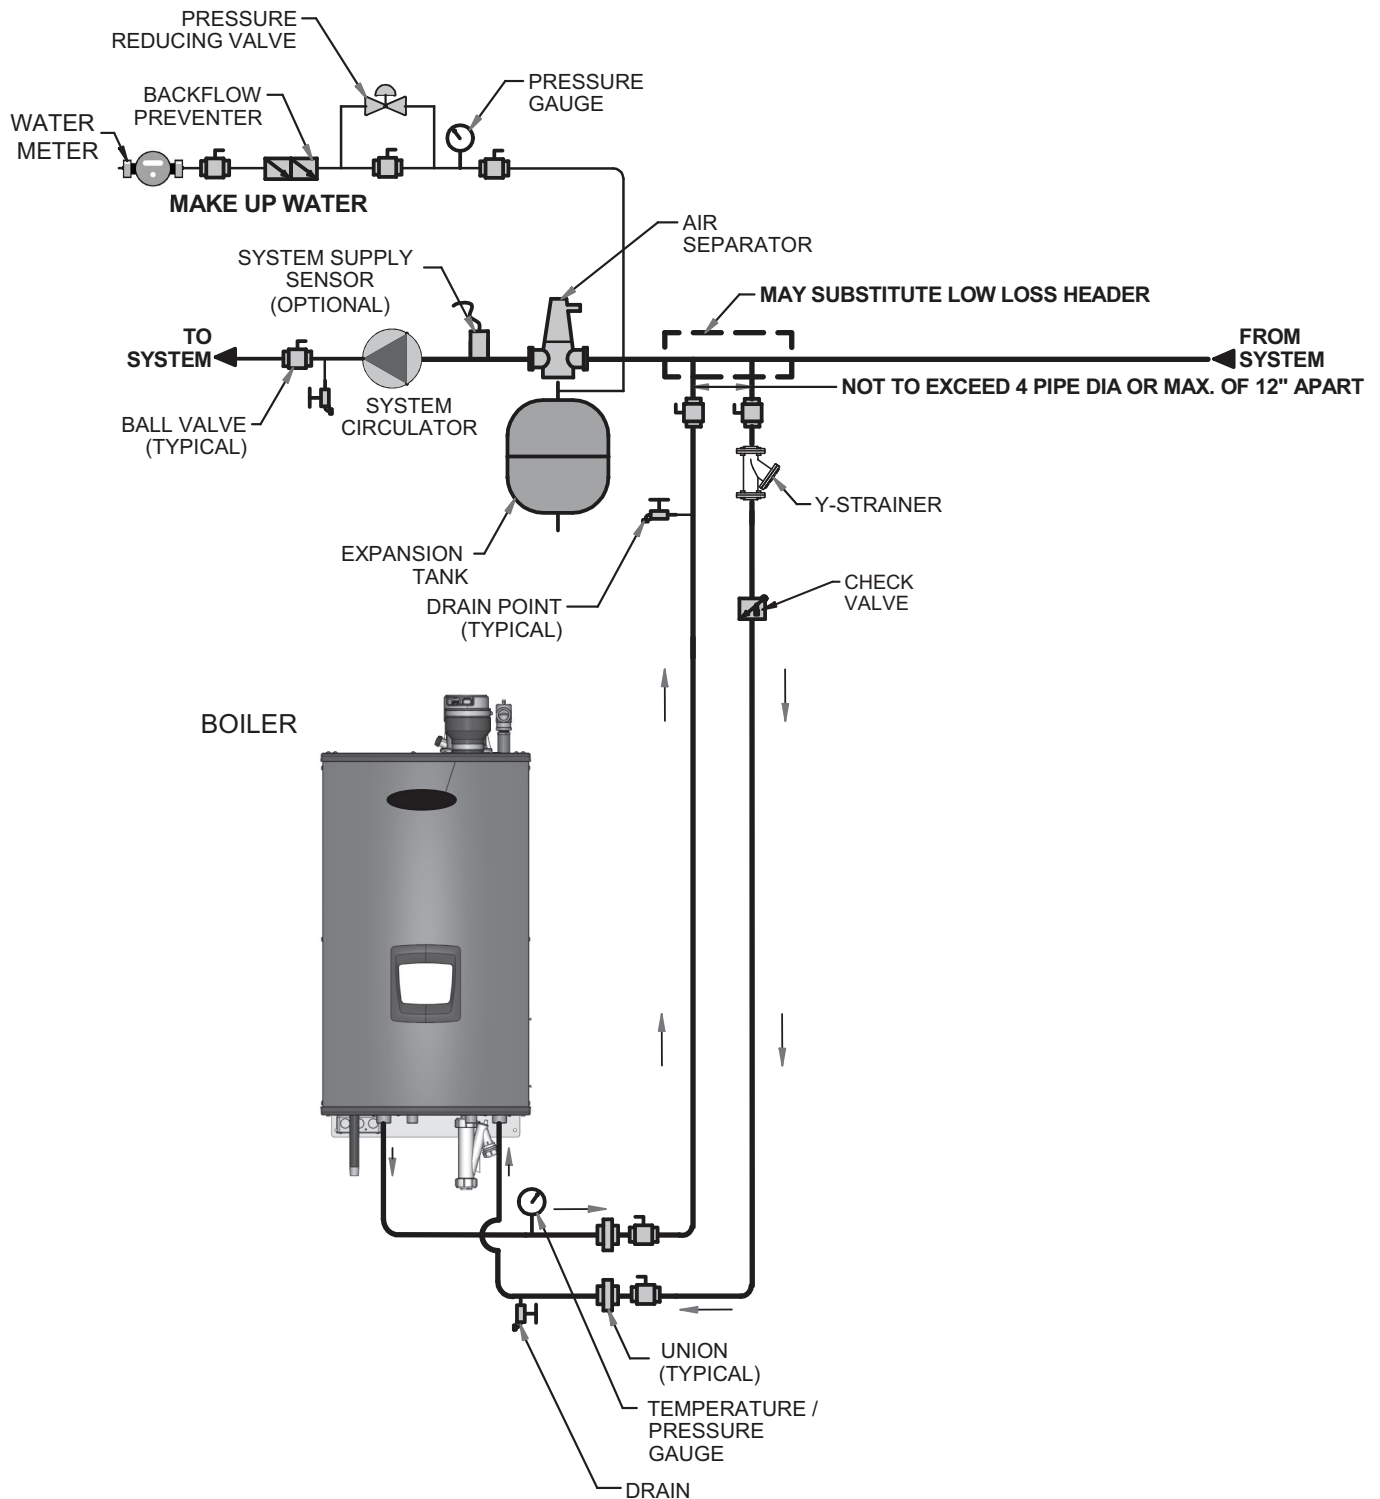 PRESSURE
REDUCING VALVE
PRESSURE
GAUGE
BACKFLOW
PREVENTER
WATER
METER
MAKE UP WATER
AIR
SEPARATOR
SYSTEM SUPPLY
SENSOR
(OPTIONAL)
MAY SUBSTITUTE LOW LOSS HEADER
TO
SYSTEM
FROM
SYSTEM
NOT TO EXCEED 4 PIPE DIA OR MAX. OF 12" APART
SYSTEM
CIRCULATOR
BALL VALVE
(TYPICAL)
Y-STRAINER
EXPANSION
TANK
CHECK
VALVE
DRAIN POINT
(TYPICAL)
BOILER
UNION
(TYPICAL)
TEMPERATURE /
PRESSURE
GAUGE
DRAIN